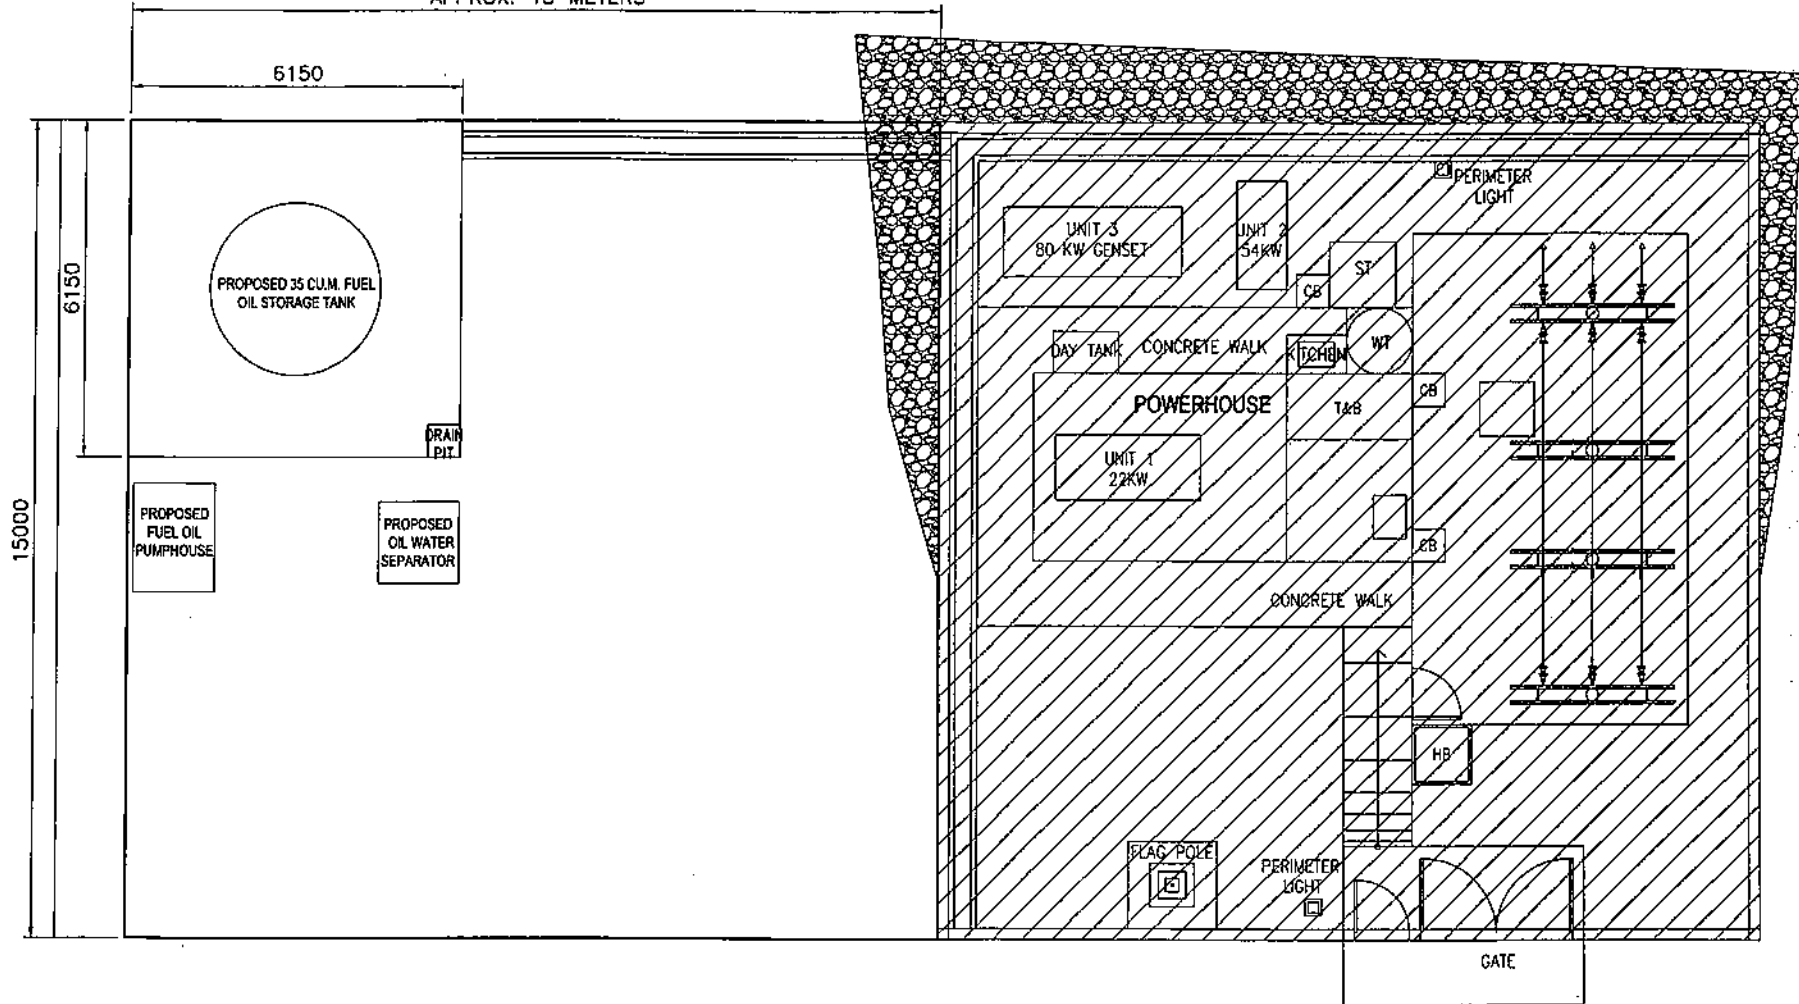 6150
6150
15000
PROPOSED 35 CU.M. FUEL
OIL STORAGE TANK
DRAIN
PIT
PROPOSED
FUEL OIL
PUMPHOUSE
PROPOSED
OIL WATER
SEPARATOR
PERIMETER
LIGHT
UNIT 3
80 KW GENSET
UNIT 2
54KW
ST
CB
DAY TANK
CONCRETE WALK
KITCHEN
WT
POWERHOUSE
T&B
CB
UNIT 1
22KW
CB
CONCRETE WALK
HB
FLAG POLE
PERIMETER
LIGHT
GATE